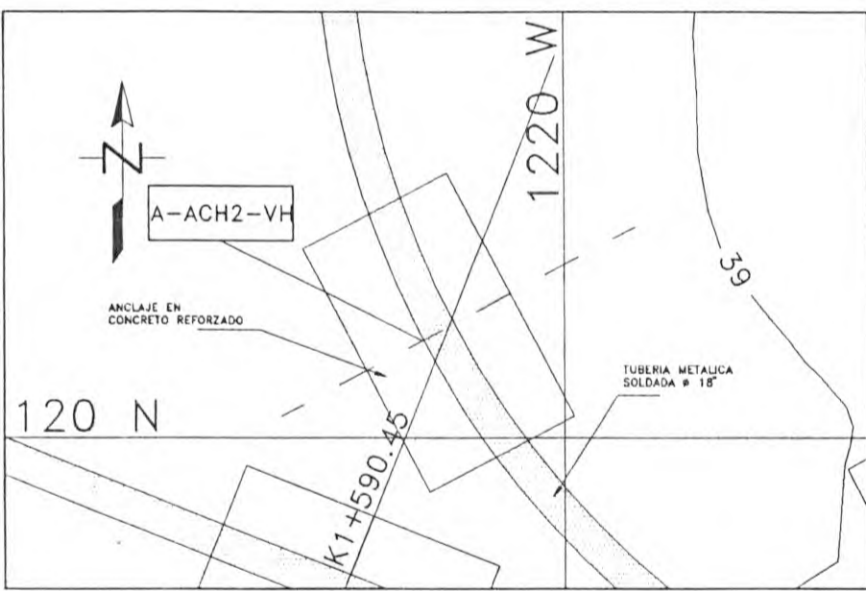 1220 W
N
A-ACH2-VH
39
ANCLAJE EN
CONCRETO REFORZADO
TUBERIA METALICA
SOLDADA ø 18"
120 N
K1+590.45